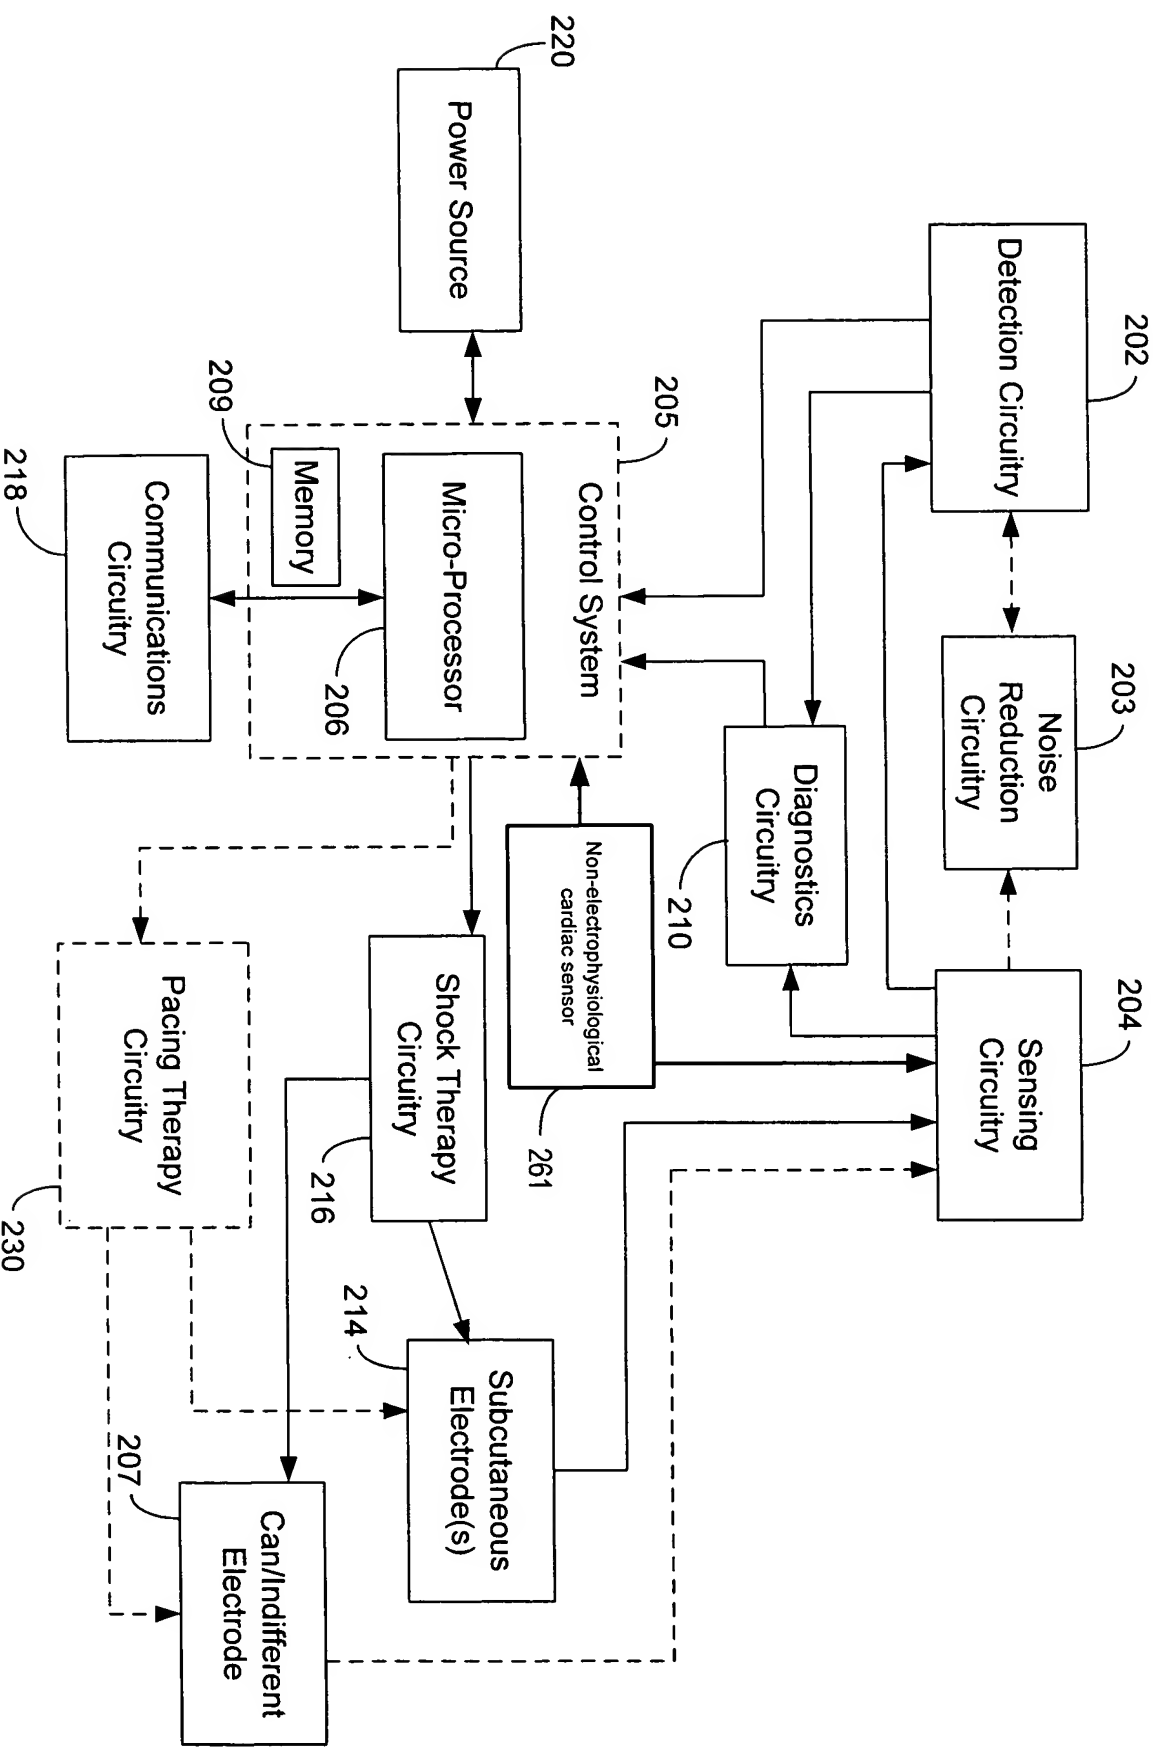 202
Detection Circuitry
203
Noise
Reduction
Circuitry
204
Sensing
Circuitry
Diagnostics
Circuitry
210
220
Power Source
205
Control System
Micro-Processor
206
Memory
209
Communications
Circuitry
218
Non-electrophysiological
cardiac sensor
261
Shock Therapy
Circuitry
216
Pacing Therapy
Circuitry
230
214
Subcutaneous
Electrode(s)
207
Can/Indifferent
Electrode